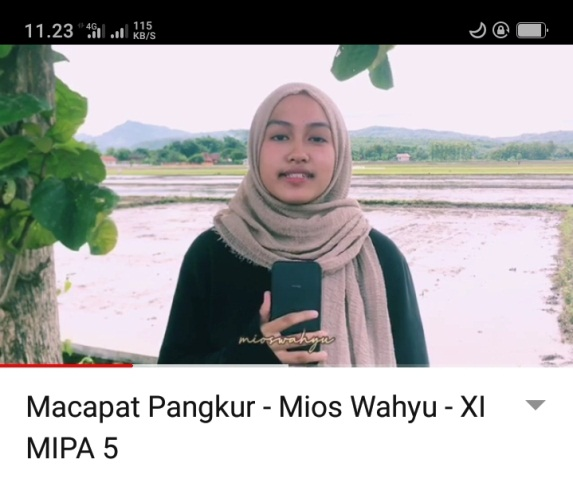 11.23 4G 115
KB/S
mioswahyu
Macapat Pangkur - Mios Wahyu - XI
MIPA 5